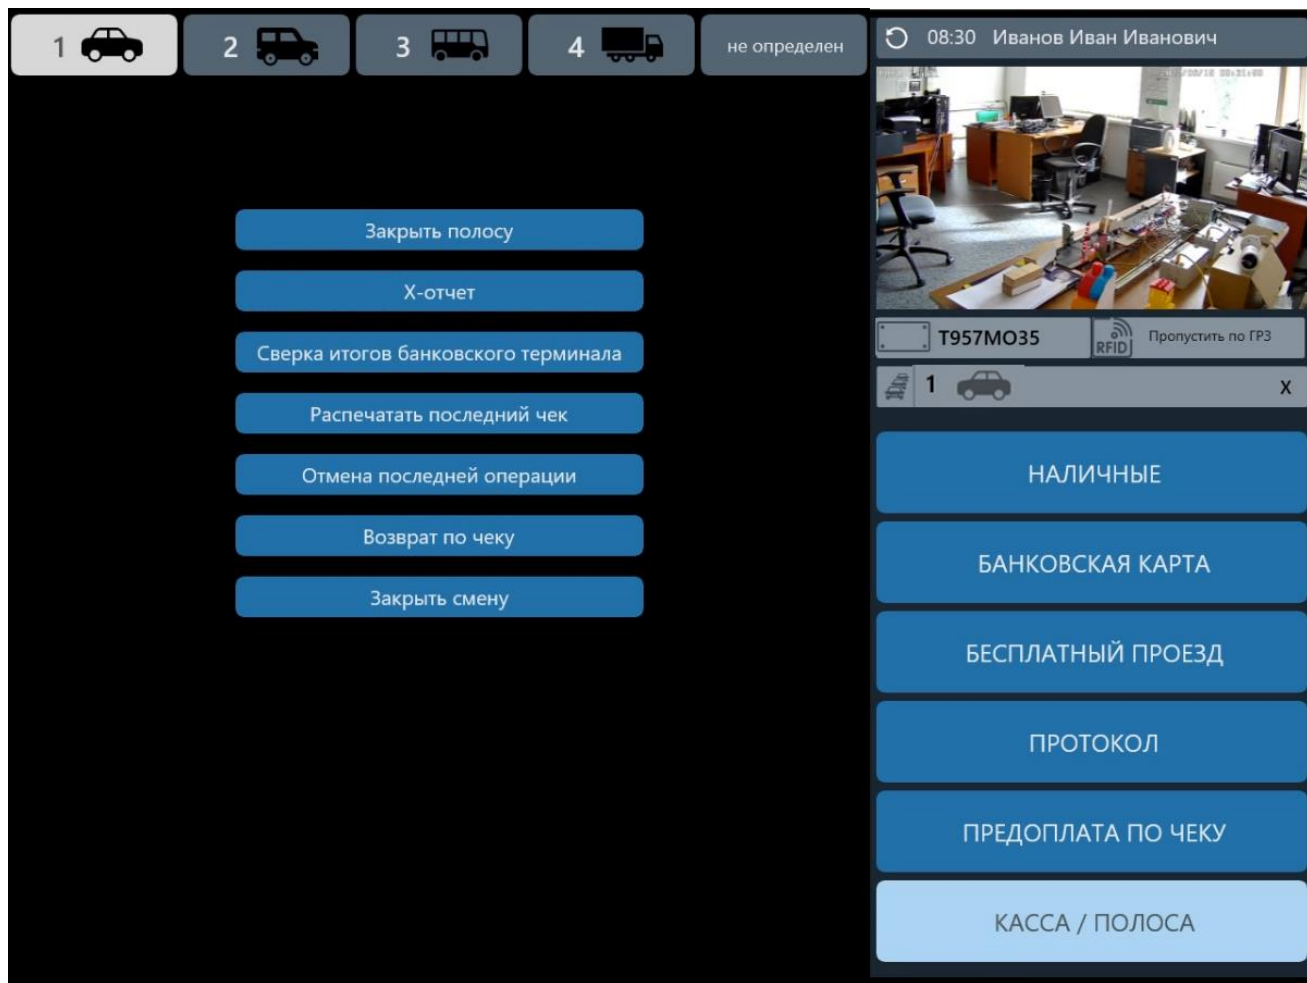 1
2
3
4
не определен
08:30 Иванов Иван Иванович
Закрыть полосу
X-отчет
Сверка итогов банковского терминала
Распечатать последний чек
Отмена последней операции
Возврат по чеку
Закрыть смену
T957MO35
RFID
Пропустить по ГРЗ
1
X
НАЛИЧНЫЕ
БАНКОВСКАЯ КАРТА
БЕСПЛАТНЫЙ ПРОЕЗД
ПРОТОКОЛ
ПРЕДОПЛАТА ПО ЧЕКУ
КАССА / ПОЛОСА